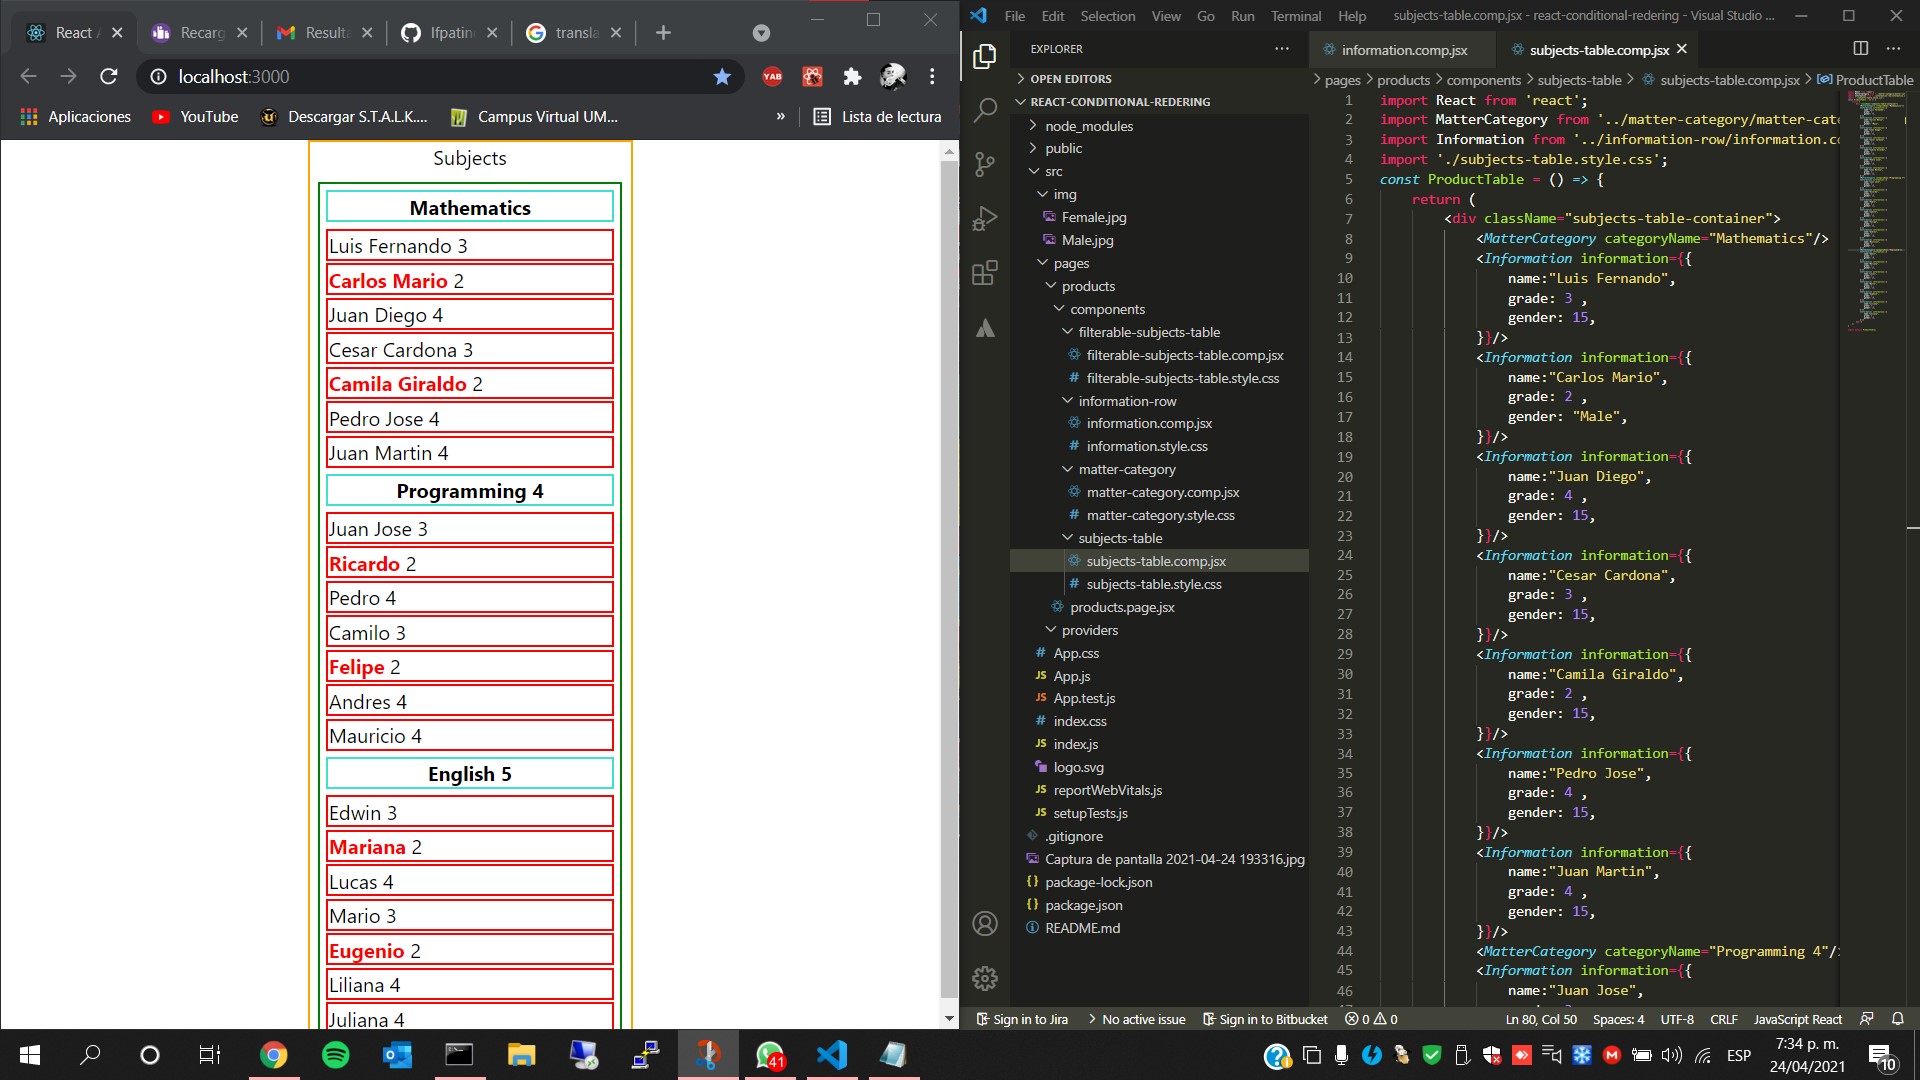 React A
Recarg
Result
lfpatin
transla
localhost:3000
YAB
Aplicaciones
YouTube
Descargar S.T.A.L.K....
Campus Virtual UM...
»
Lista de lectura
Subjects
Mathematics
Luis Fernando 3
Carlos Mario 2
Juan Diego 4
Cesar Cardona 3
Camila Giraldo 2
Pedro Jose 4
Juan Martin 4
Programming 4
Juan Jose 3
Ricardo 2
Pedro 4
Camilo 3
Felipe 2
Andres 4
Mauricio 4
English 5
Edwin 3
Mariana 2
Lucas 4
Mario 3
Eugenio 2
Liliana 4
Juliana 4
File Edit Selection View Go Run Terminal Help subjects-table.comp.jsx - react-conditional-redering - Visual Studio ...
EXPLORER
OPEN EDITORS
REACT-CONDITIONAL-REDERING
node_modules
public
src
img
Female.jpg
Male.jpg
pages
products
components
filterable-subjects-table
filterable-subjects-table.comp.jsx
# filterable-subjects-table.style.css
information-row
information.comp.jsx
# information.style.css
matter-category
matter-category.comp.jsx
# matter-category.style.css
subjects-table
subjects-table.comp.jsx
# subjects-table.style.css
products.page.jsx
providers
# App.css
JS App.js
JS App.test.js
# index.css
JS index.js
logo.svg
JS reportWebVitals.js
JS setupTests.js
.gitignore
Captura de pantalla 2021-04-24 193316.jpg
{} package-lock.json
{} package.json
README.md
information.comp.jsx
subjects-table.comp.jsx
pages > products > components > subjects-table > subjects-table.comp.jsx > ProductTable
1 import React from 'react';
2 import MatterCategory from '../matter-category/matter-cate
3 import Information from '../information-row/information.co
4 import './subjects-table.style.css';
5 const ProductTable = () => {
6 return (
7 <div className="subjects-table-container">
8 <MatterCategory categoryName="Mathematics"/>
9 <Information information={{
10 name:"Luis Fernando",
11 grade: 3 ,
12 gender: 15,
13 }}/>
14 <Information information={{
15 name:"Carlos Mario",
16 grade: 2 ,
17 gender: "Male",
18 }}/>
19 <Information information={{
20 name:"Juan Diego",
21 grade: 4 ,
22 gender: 15,
23 }}/>
24 <Information information={{
25 name:"Cesar Cardona",
26 grade: 3 ,
27 gender: 15,
28 }}/>
29 <Information information={{
30 name:"Camila Giraldo",
31 grade: 2 ,
32 gender: 15,
33 }}/>
34 <Information information={{
35 name:"Pedro Jose",
36 grade: 4 ,
37 gender: 15,
38 }}/>
39 <Information information={{
40 name:"Juan Martin",
41 grade: 4 ,
42 gender: 15,
43 }}/>
44 <MatterCategory categoryName="Programming 4"/
45 <Information information={{
46 name:"Juan Jose",
Sign in to Jira
No active issue
Sign in to Bitbucket
0 0
Ln 80, Col 50
Spaces: 4
UTF-8
CRLF
JavaScript React
41
ESP
7:34 p. m.
24/04/2021
10